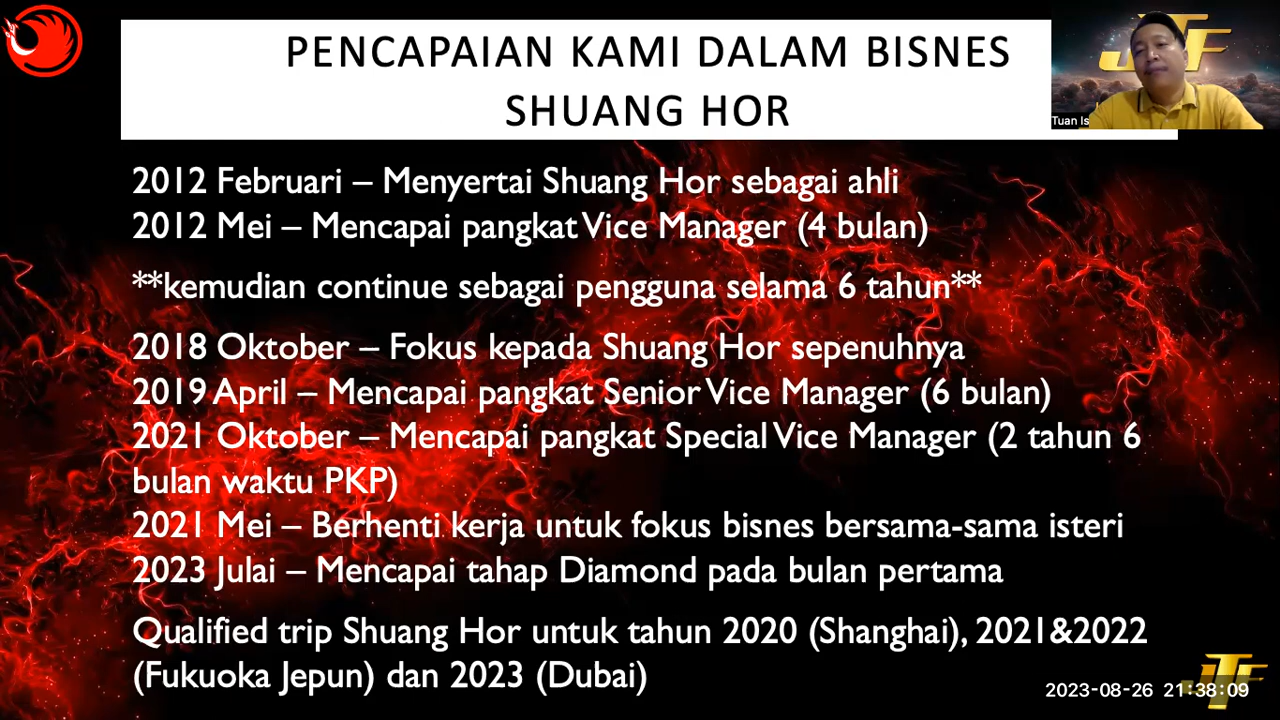 PENCAPAIAN KAMI DALAM BISNES
SHUANG HOR
JTF
Tuan Is
2012 Februari – Menyertai Shuang Hor sebagai ahli
2012 Mei – Mencapai pangkat Vice Manager (4 bulan)
**kemudian continue sebagai pengguna selama 6 tahun**
2018 Oktober – Fokus kepada Shuang Hor sepenuhnya
2019 April – Mencapai pangkat Senior Vice Manager (6 bulan)
2021 Oktober – Mencapai pangkat Special Vice Manager (2 tahun 6
bulan waktu PKP)
2021 Mei – Berhenti kerja untuk fokus bisnes bersama-sama isteri
2023 Julai – Mencapai tahap Diamond pada bulan pertama
Qualified trip Shuang Hor untuk tahun 2020 (Shanghai), 2021&2022
(Fukuoka Jepun) dan 2023 (Dubai)
JTF
2023-08-26 21:38:09